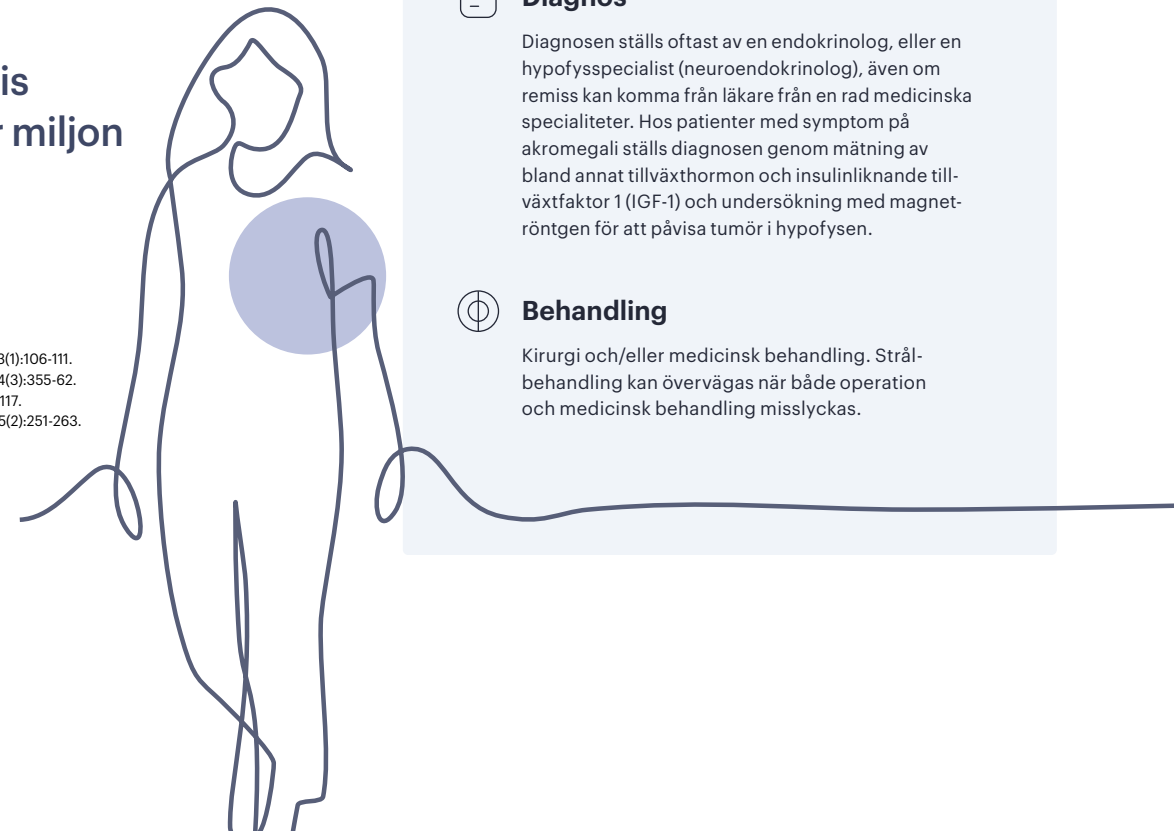 is
r miljon
3(1):106-111.
4(3):355-62.
117.
5(2):251-263.
Diagnos
Diagnosen ställs oftast av en endokrinolog, eller en
hypofysspecialist (neuroendokrinolog), även om
remiss kan komma från läkare från en rad medicinska
specialiteter. Hos patienter med symptom på
akromegali ställs diagnosen genom mätning av
bland annat tillväxthormon och insulinliknande till-
växtfaktor 1 (IGF-1) och undersökning med magnet-
röntgen för att påvisa tumör i hypofysen.
Behandling
Kirurgi och/eller medicinsk behandling. Strål-
behandling kan övervägas när både operation
och medicinsk behandling misslyckas.